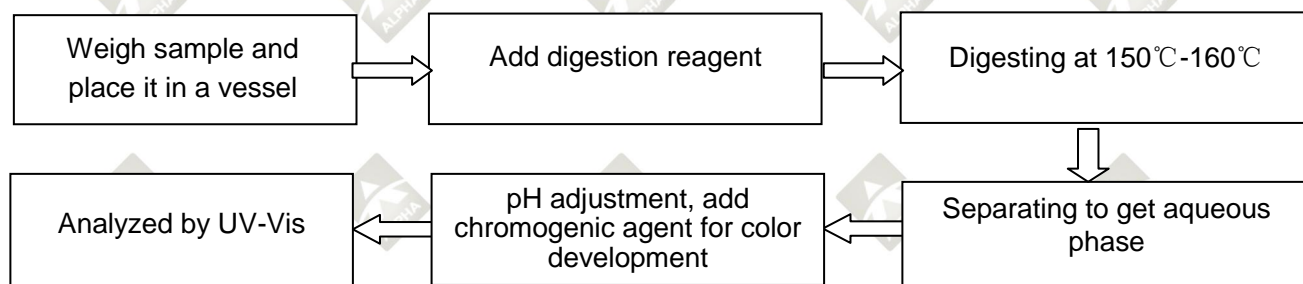 Weigh sample and
place it in a vessel
Add digestion reagent
Digesting at 150℃-160℃
Separating to get aqueous
phase
pH adjustment, add
chromogenic agent for color
development
Analyzed by UV-Vis